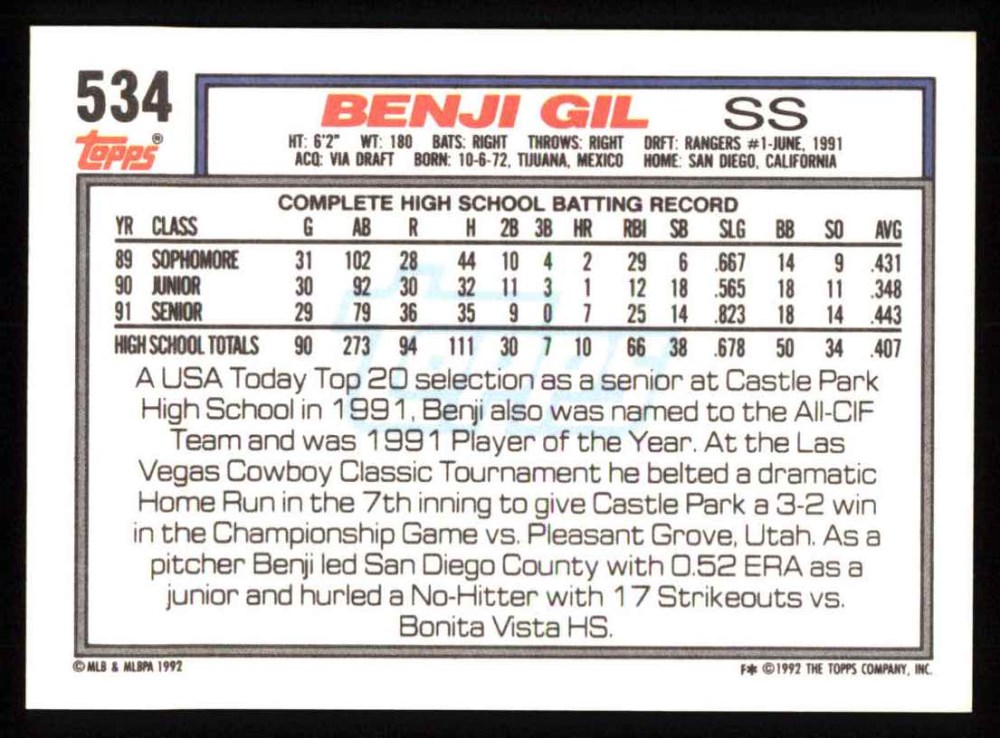 534
Topps®
BENJI GIL SS
HT: 6'2" WT: 180 BATS: RIGHT THROWS: RIGHT DRFT: RANGERS #1-JUNE, 1991
ACQ: VIA DRAFT BORN: 10-6-72, TIJUANA, MEXICO HOME: SAN DIEGO, CALIFORNIA
COMPLETE HIGH SCHOOL BATTING RECORD
YR CLASS G AB R H 2B 3B HR RBI SB SLG BB SO AVG
89 SOPHOMORE 31 102 28 44 10 4 2 29 6 .667 14 9 .431
90 JUNIOR 30 92 30 32 11 3 1 12 18 .565 18 11 .348
91 SENIOR 29 79 36 35 9 0 7 25 14 .823 18 14 .443
HIGH SCHOOL TOTALS 90 273 94 111 30 7 10 66 38 .678 50 34 .407
A USA Today Top 20 selection as a senior at Castle Park
High School in 1991, Benji also was named to the All-CIF
Team and was 1991 Player of the Year. At the Las
Vegas Cowboy Classic Tournament he belted a dramatic
Home Run in the 7th inning to give Castle Park a 3-2 win
in the Championship Game vs. Pleasant Grove, Utah. As a
pitcher Benji led San Diego County with 0.52 ERA as a
junior and hurled a No-Hitter with 17 Strikeouts vs.
Bonita Vista HS.
© MLB & MLBPA 1992 F* © 1992 THE TOPPS COMPANY, INC.